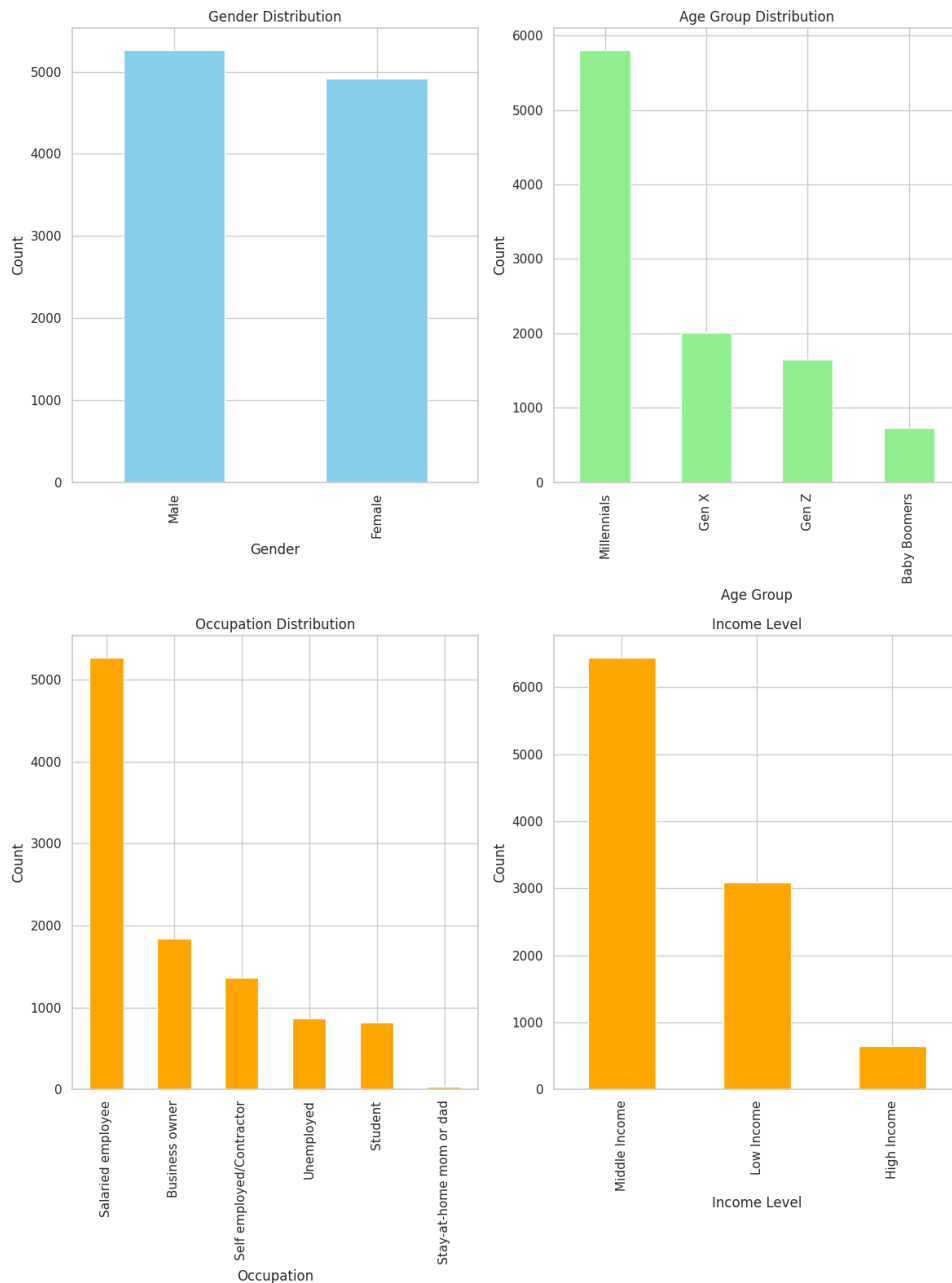 Gender Distribution
Count
5000
4000
3000
2000
1000
0
Male
Female
Gender
Age Group Distribution
Count
6000
5000
4000
3000
2000
1000
0
Millennials
Gen X
Gen Z
Baby Boomers
Age Group
Occupation Distribution
Count
5000
4000
3000
2000
1000
0
Salaried employee
Business owner
Self employed/Contractor
Unemployed
Student
Stay-at-home mom or dad
Occupation
Income Level
Count
6000
5000
4000
3000
2000
1000
0
Middle Income
Low Income
High Income
Income Level